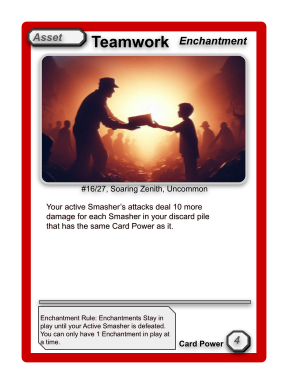 Asset
Teamwork Enchantment
#16/27, Soaring Zenith, Uncommon
Your active Smasher's attacks deal 10 more
damage for each Smasher in your discard pile
that has the same Card Power as it.
Enchantment Rule: Enchantments Stay in
play until your Active Smasher is defeated.
You can only have 1 Enchantment in play at
a time.
Card Power 4